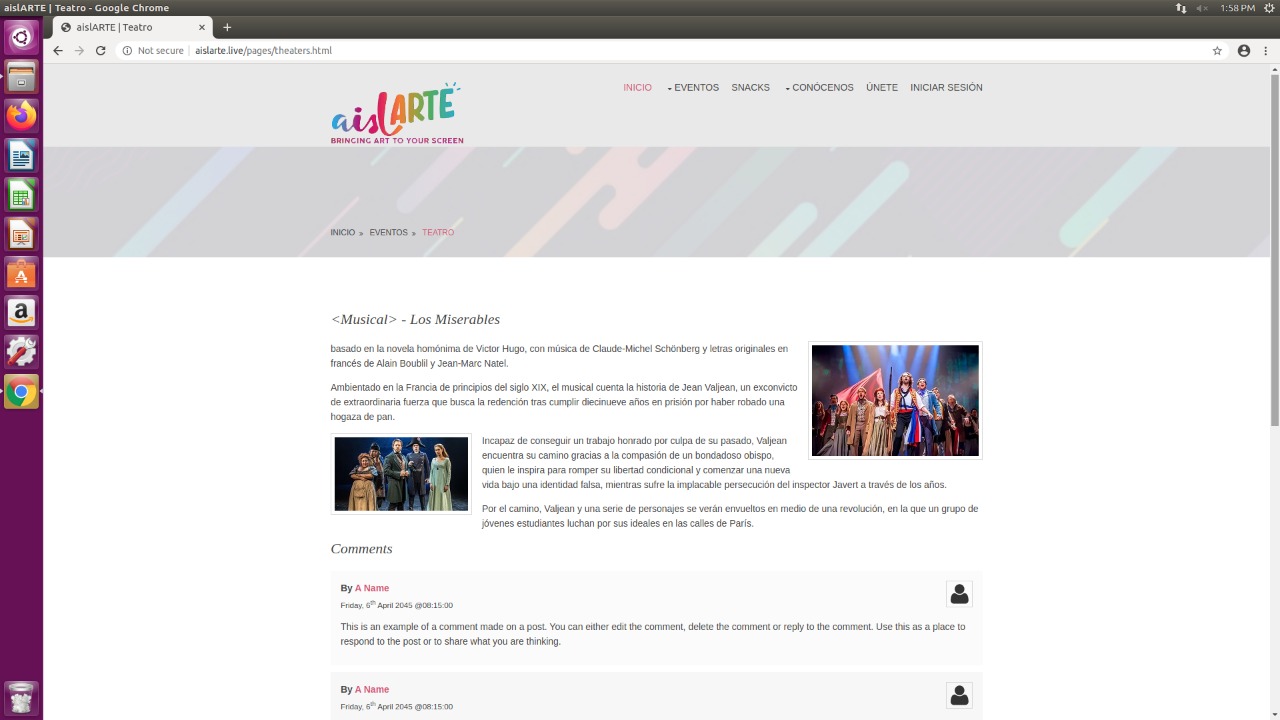 aislARTE | Teatro - Google Chrome
1:58 PM
aislARTE | Teatro
Not secure | aislarte.live/pages/theaters.html
aislARTE
BRINGING ART TO YOUR SCREEN
INICIO EVENTOS SNACKS CONÓCENOS ÚNETE INICIAR SESIÓN
INICIO » EVENTOS » TEATRO
<Musical> - Los Miserables
basado en la novela homónima de Victor Hugo, con música de Claude-Michel Schönberg y letras originales en
francés de Alain Boublil y Jean-Marc Natel.
Ambientado en la Francia de principios del siglo XIX, el musical cuenta la historia de Jean Valjean, un exconvicto
de extraordinaria fuerza que busca la redención tras cumplir diecinueve años en prisión por haber robado una
hogaza de pan.
Incapaz de conseguir un trabajo honrado por culpa de su pasado, Valjean
encuentra su camino gracias a la compasión de un bondadoso obispo,
quien le inspira para romper su libertad condicional y comenzar una nueva
vida bajo una identidad falsa, mientras sufre la implacable persecución del inspector Javert a través de los años.
Por el camino, Valjean y una serie de personajes se verán envueltos en medio de una revolución, en la que un grupo de
jóvenes estudiantes luchan por sus ideales en las calles de París.
Comments
By A Name
Friday, 6th April 2045 @08:15:00
This is an example of a comment made on a post. You can either edit the comment, delete the comment or reply to the comment. Use this as a place to
respond to the post or to share what you are thinking.
By A Name
Friday, 6th April 2045 @08:15:00